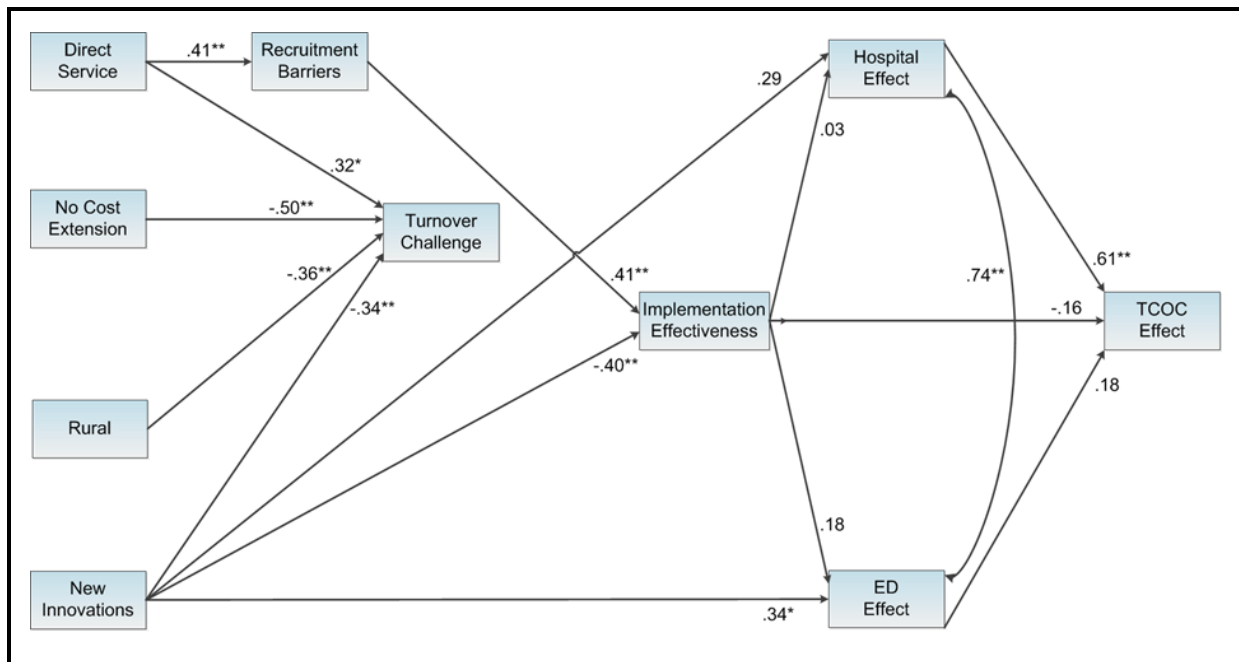 Direct
Service
.41**
Recruitment
Barriers
Hospital
Effect
.29
.03
.32*
No Cost
Extension
-.50**
Turnover
Challenge
-.36**
-.34**
.41**
.74**
.61**
Implementation
Effectiveness
-.16
TCOC
Effect
-.40**
.18
Rural
.18
New
Innovations
.34*
ED
Effect